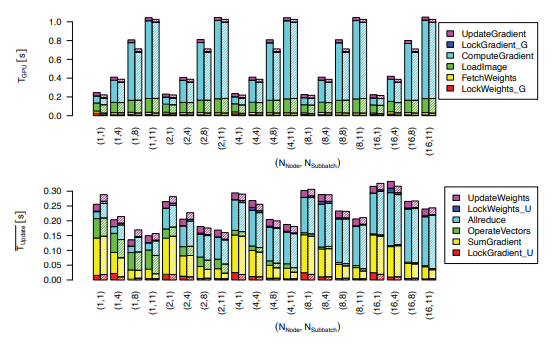 T_GPU [s]
1.0
0.8
0.6
0.4
0.2
0.0
UpdateGradient
LockGradient_G
ComputeGradient
LoadImage
FetchWeights
LockWeights_G
(1,1) (1,4) (1,8) (1,11) (2,1) (2,4) (2,8) (2,11) (4,1) (4,4) (4,8) (4,11) (8,1) (8,4) (8,8) (8,11) (16,1) (16,4) (16,8) (16,11)
(N_Node, N_Subbatch)
T_Update [s]
0.30
0.25
0.20
0.15
0.10
0.05
0.00
UpdateWeights
LockWeights_U
Allreduce
OperateVectors
SumGradient
LockGradient_U
(1,1) (1,4) (1,8) (1,11) (2,1) (2,4) (2,8) (2,11) (4,1) (4,4) (4,8) (4,11) (8,1) (8,4) (8,8) (8,11) (16,1) (16,4) (16,8) (16,11)
(N_Node, N_Subbatch)